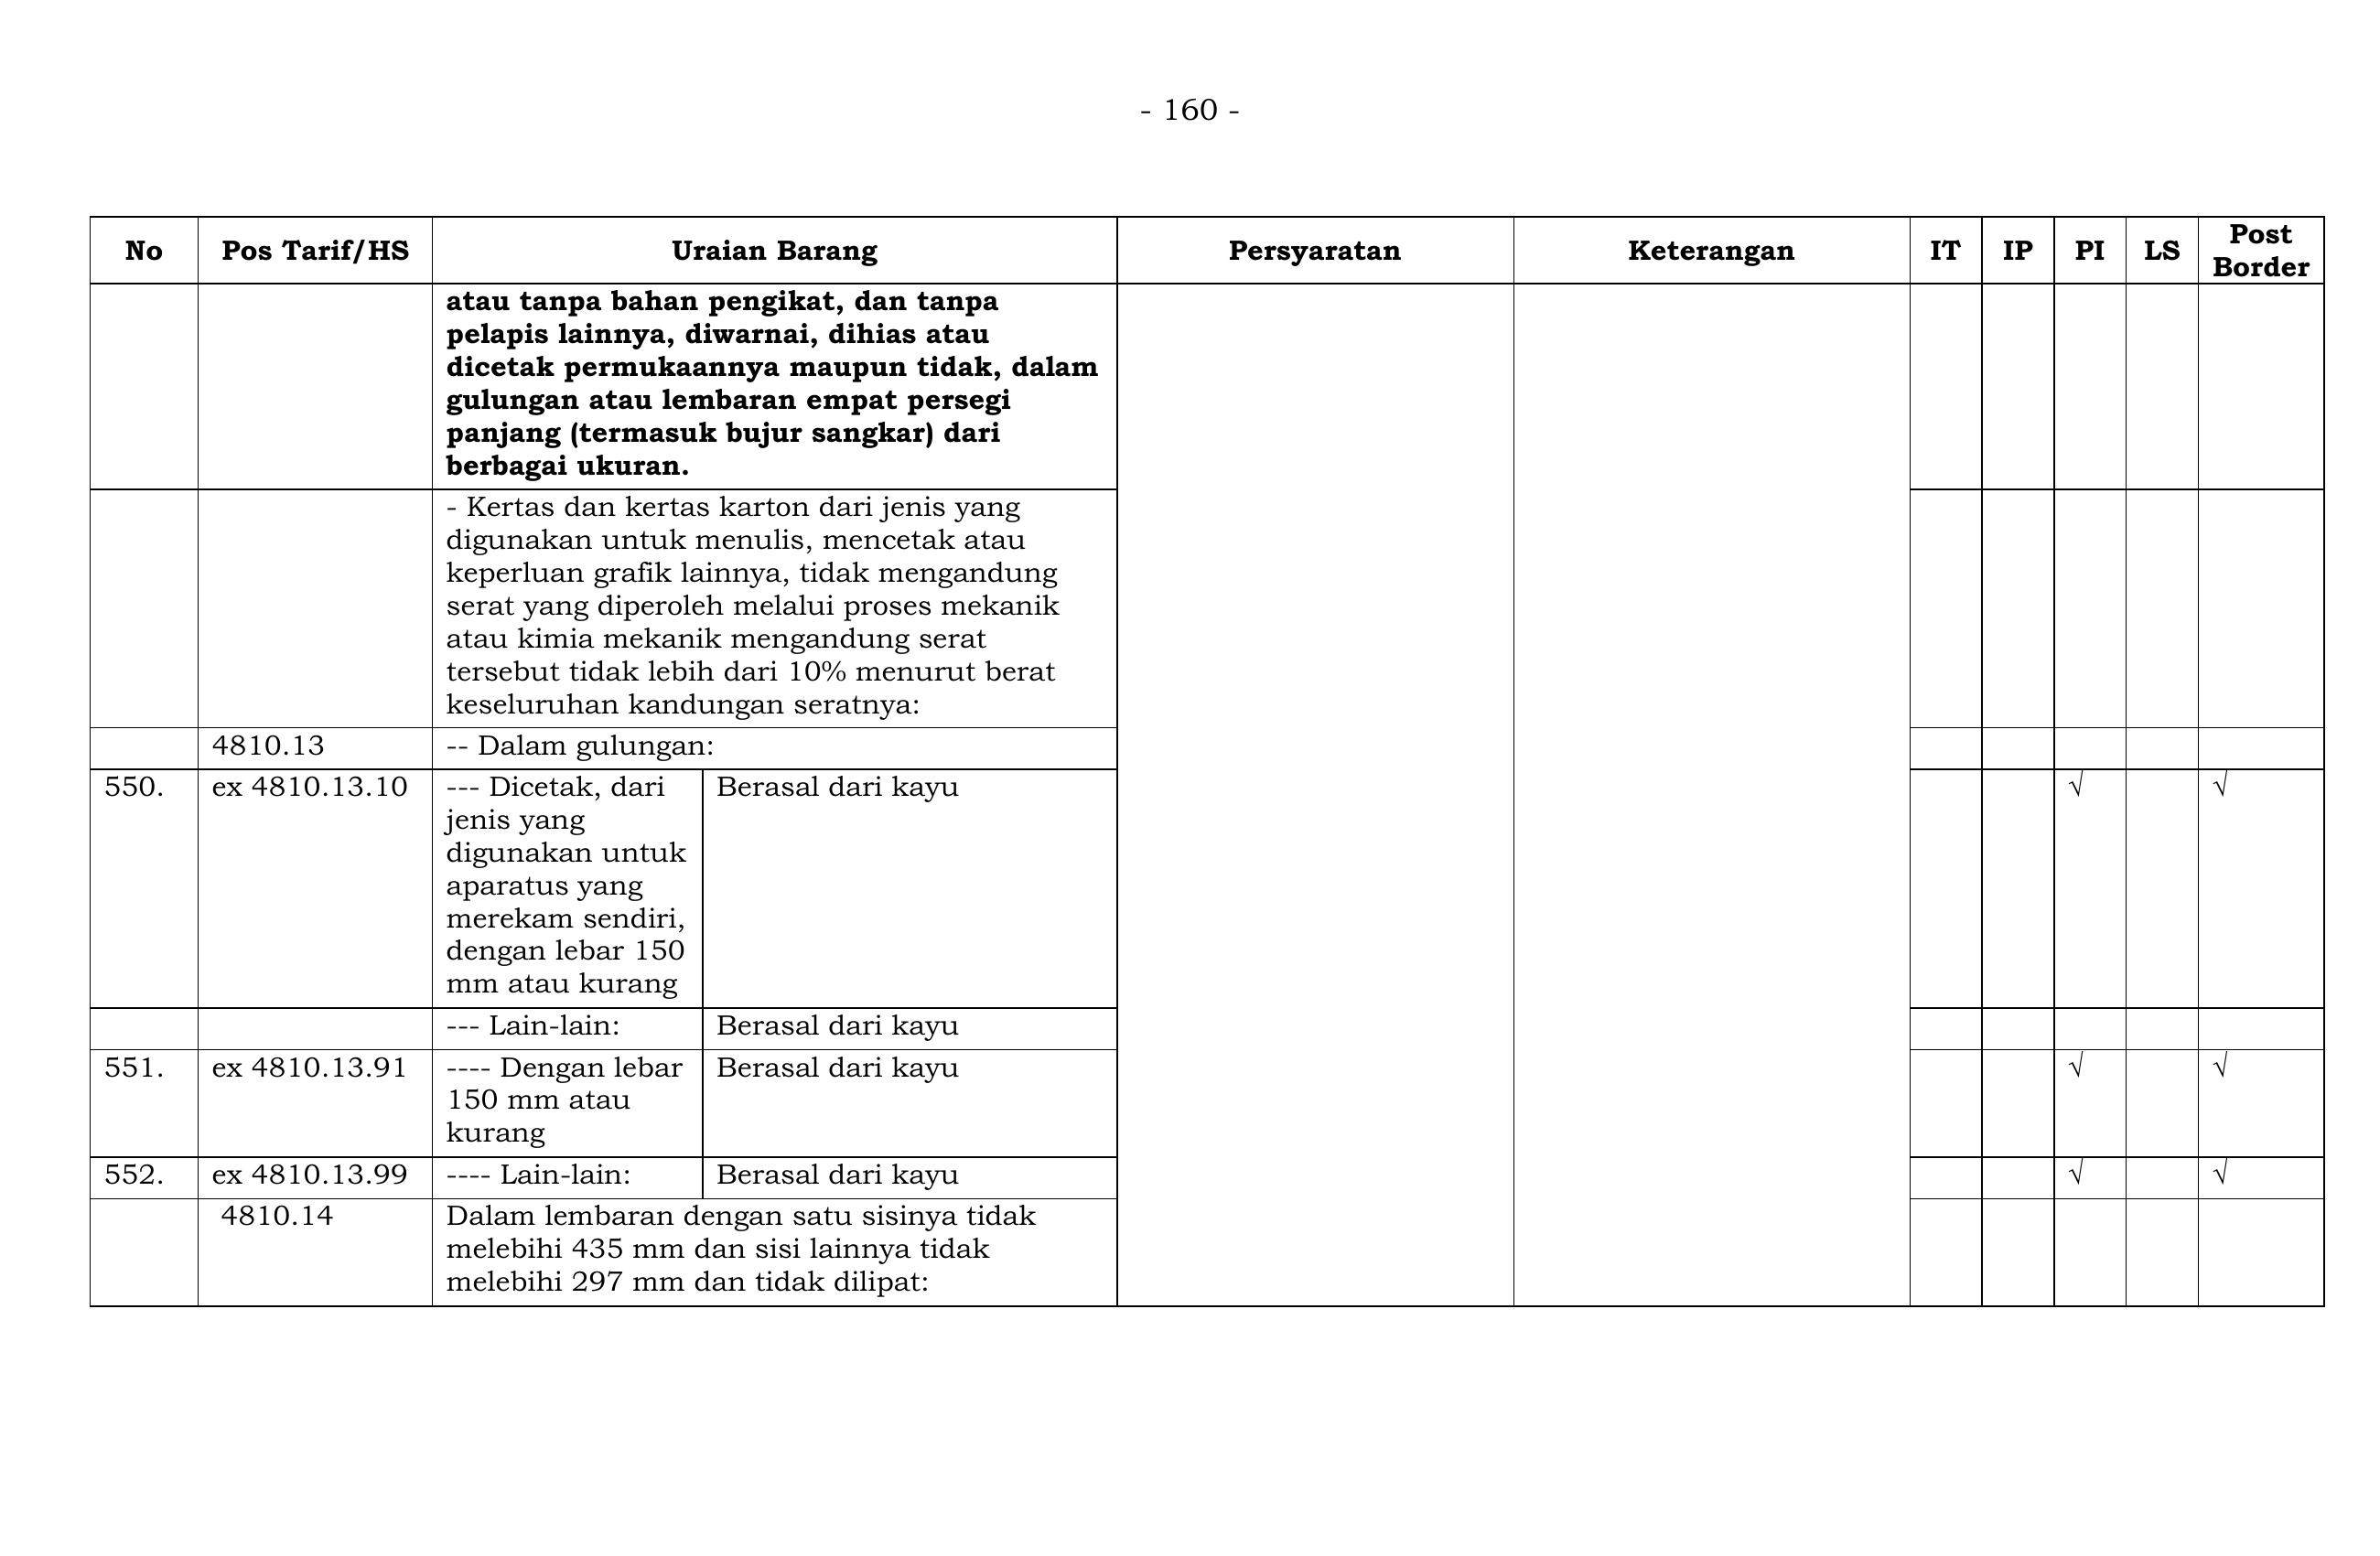 - 160 -
No Pos Tarif/HS Uraian Barang Persyaratan Keterangan IT IP PI LS Post Border
atau tanpa bahan pengikat, dan tanpa
pelapis lainnya, diwarnai, dihias atau
dicetak permukaannya maupun tidak, dalam
gulungan atau lembaran empat persegi
panjang (termasuk bujur sangkar) dari
berbagai ukuran.
- Kertas dan kertas karton dari jenis yang
digunakan untuk menulis, mencetak atau
keperluan grafik lainnya, tidak mengandung
serat yang diperoleh melalui proses mekanik
atau kimia mekanik mengandung serat
tersebut tidak lebih dari 10% menurut berat
keseluruhan kandungan seratnya:
4810.13 -- Dalam gulungan:
550. ex 4810.13.10 --- Dicetak, dari Berasal dari kayu √ √
jenis yang
digunakan untuk
aparatus yang
merekam sendiri,
dengan lebar 150
mm atau kurang
--- Lain-lain: Berasal dari kayu
551. ex 4810.13.91 ---- Dengan lebar Berasal dari kayu √ √
150 mm atau
kurang
552. ex 4810.13.99 ---- Lain-lain: Berasal dari kayu √ √
4810.14 Dalam lembaran dengan satu sisinya tidak
melebihi 435 mm dan sisi lainnya tidak
melebihi 297 mm dan tidak dilipat: